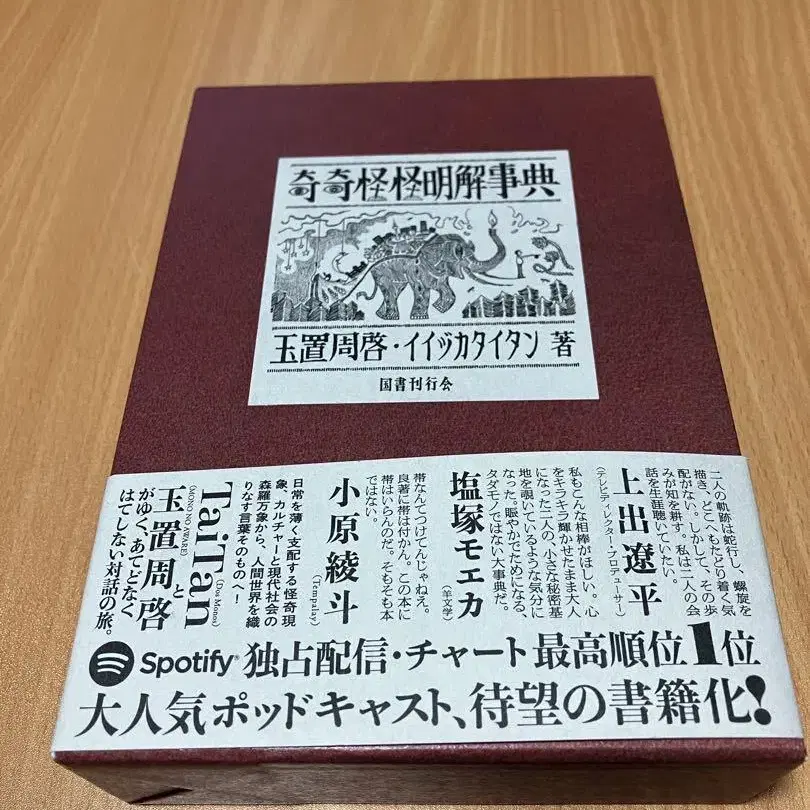 奇奇怪怪明解事典
玉置周啓・イイヅカタイタン 著
国書刊行会
二人の軌跡は蛇行し、螺旋を
描き、どこへもたどり着く気
配がない。しかして、その歩
みが知を耕す。私は二人の会
話を生涯聴いていたい。
上出遼平
(テレビディレクター・プロデューサー)
私もこんな相棒がほしい。心
をキラキラ輝かせたまま大人
になった二人の、小さな秘密基
地を覗いているような気分に
なった。賑やかでためになる、
タダモノではない大事典だ。
塩塚モエカ
(羊文学)
帯なんてつけてんじゃねえ。
良著に帯は付かん。この本に
帯はいらんのだ。そもそも本
ではない。
小原綾斗
(Tempalay)
日常を薄く支配する怪奇現
象、カルチャーと現代社会の
森羅万象から、人間世界を織
りなす言葉そのものへー
TaiTan(Dos Monos)と
玉置周啓(MONO NO AWARE)
がゆく、あてどなく
はてしない対話の旅。
Spotify 独占配信・チャート最高順位1位
大人気ポッドキャスト、待望の書籍化!